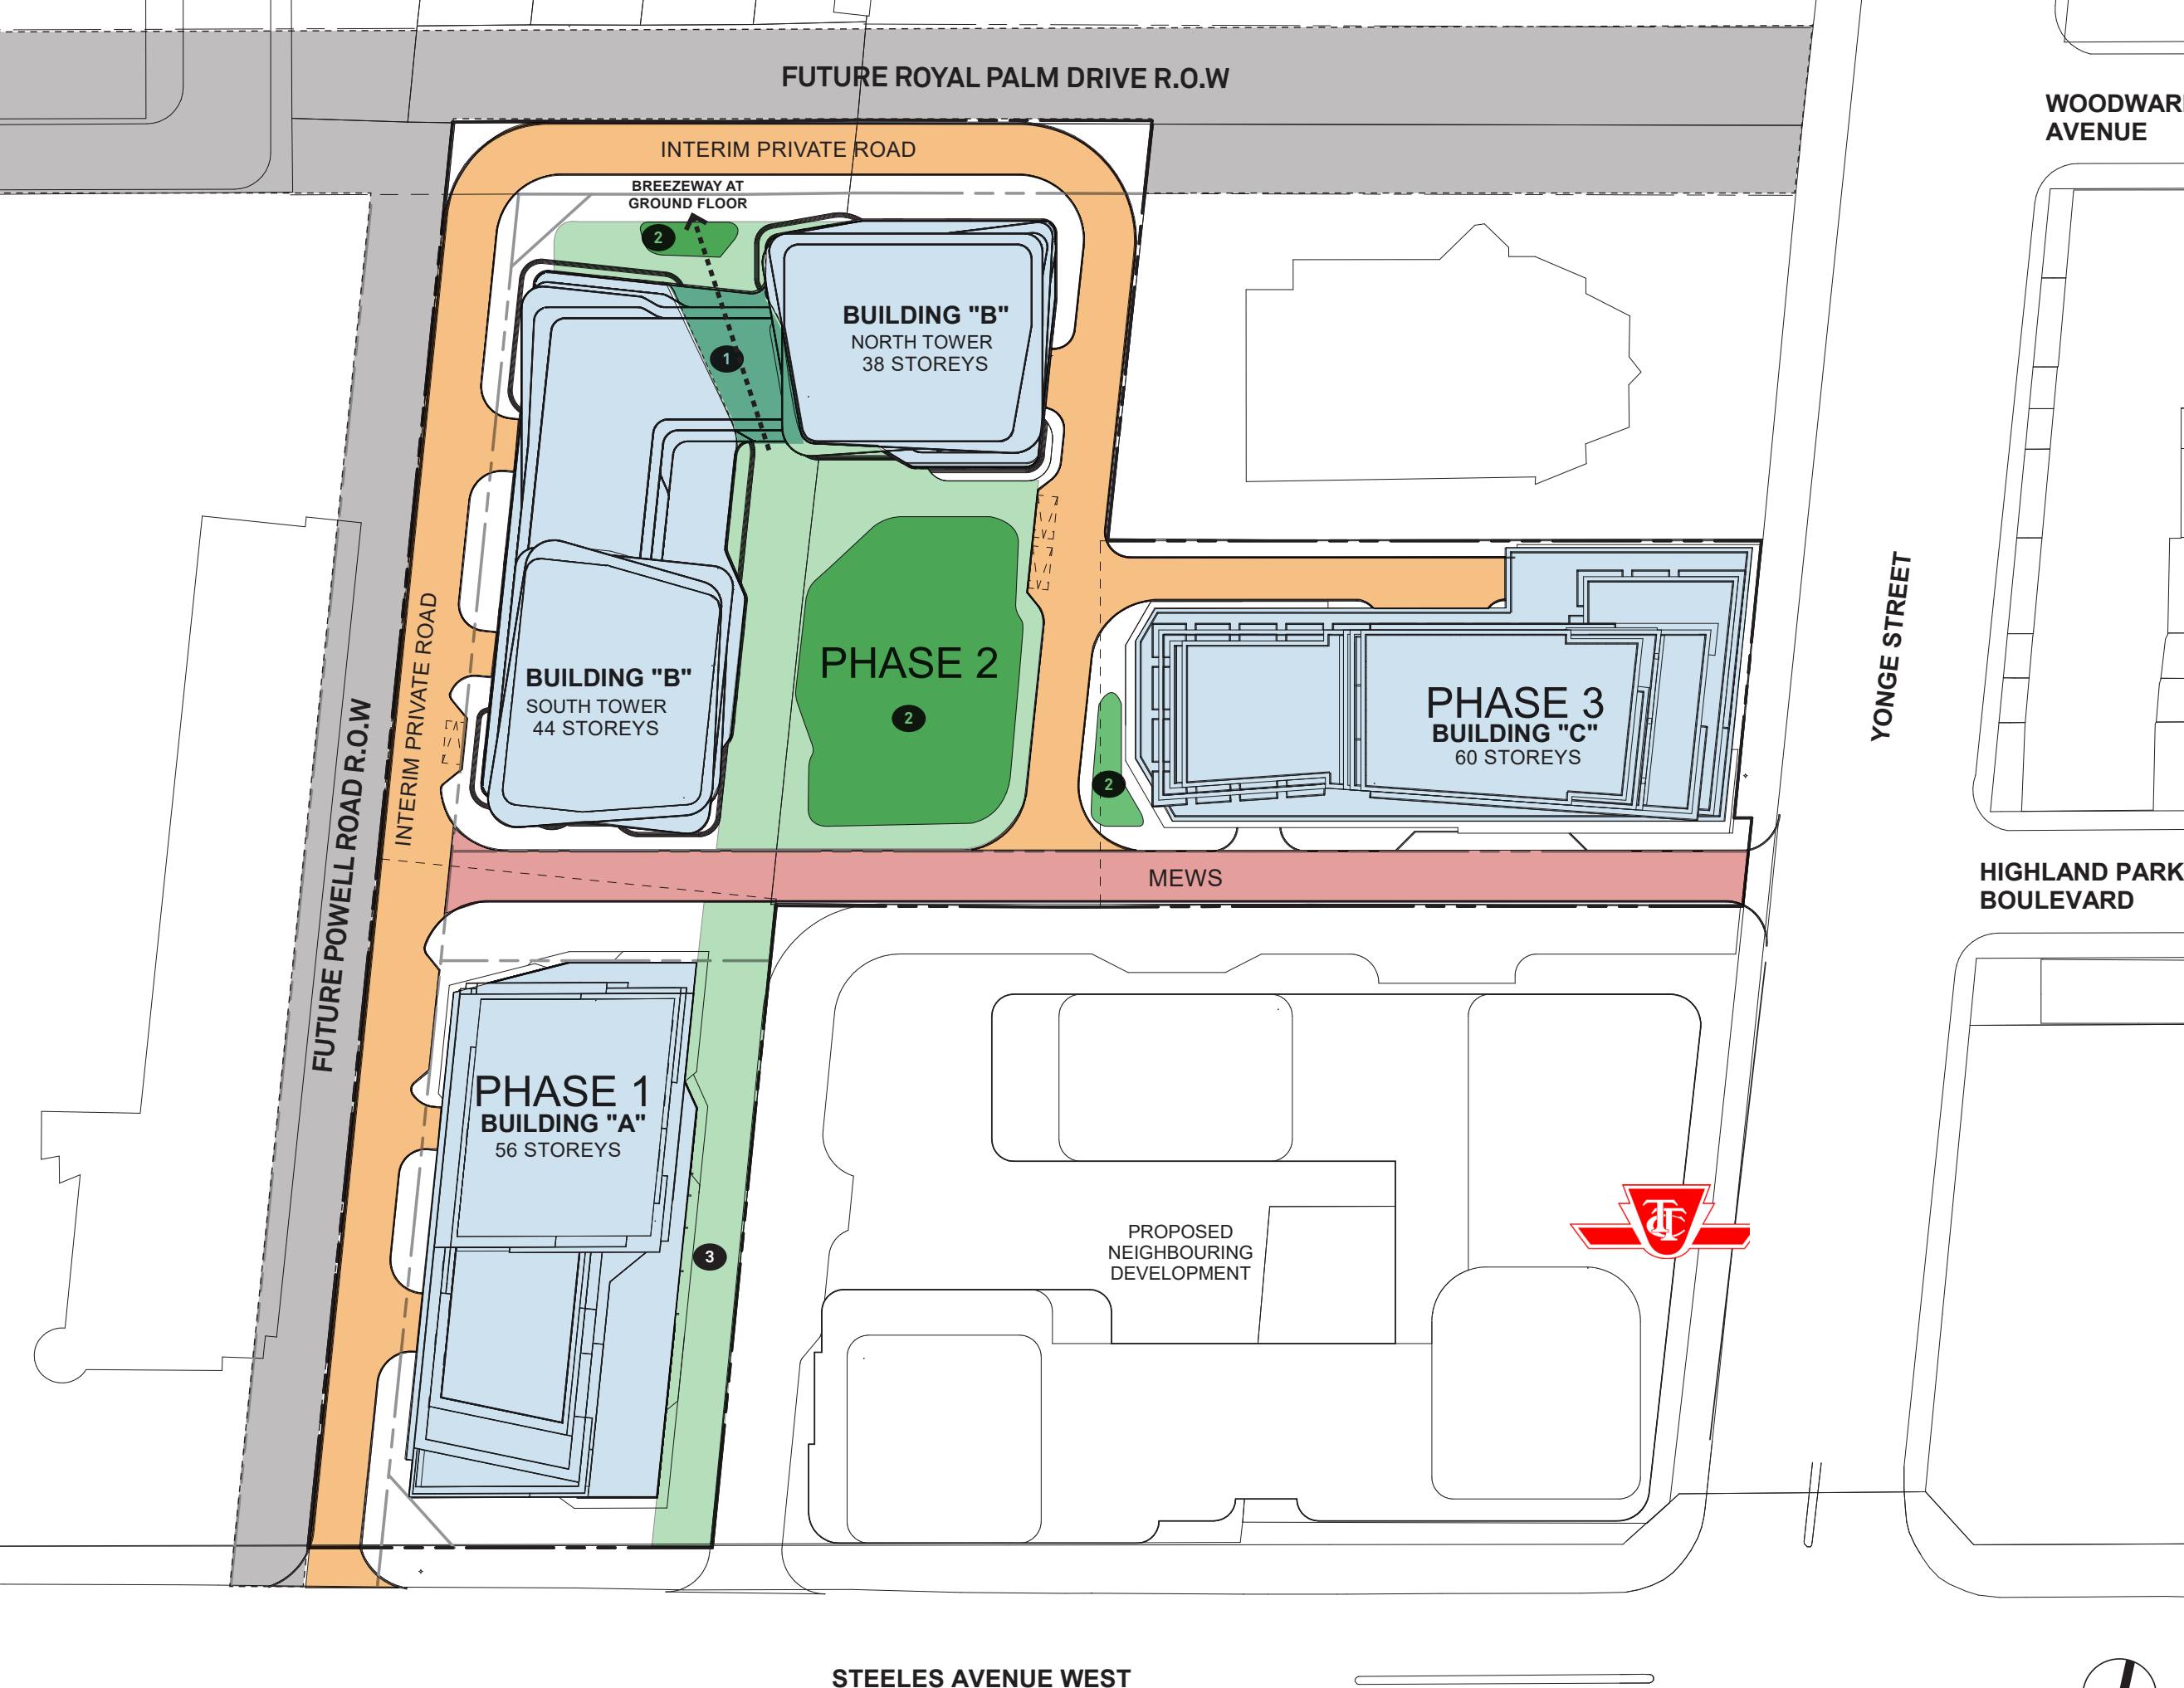 FUTURE ROYAL PALM DRIVE R.O.W
WOODWAR
AVENUE
INTERIM PRIVATE ROAD
BREEZEWAY AT
GROUND FLOOR
2
1
BUILDING "B"
NORTH TOWER
38 STOREYS
PHASE 2
2
BUILDING "B"
SOUTH TOWER
44 STOREYS
INTERIM PRIVATE ROAD
FUTURE POWELL ROAD R.O.W
PHASE 3
BUILDING "C"
60 STOREYS
2
YONGE STREET
MEWS
HIGHLAND PARK
BOULEVARD
PHASE 1
BUILDING "A"
56 STOREYS
3
PROPOSED
NEIGHBOURING
DEVELOPMENT
TTC
STEELES AVENUE WEST